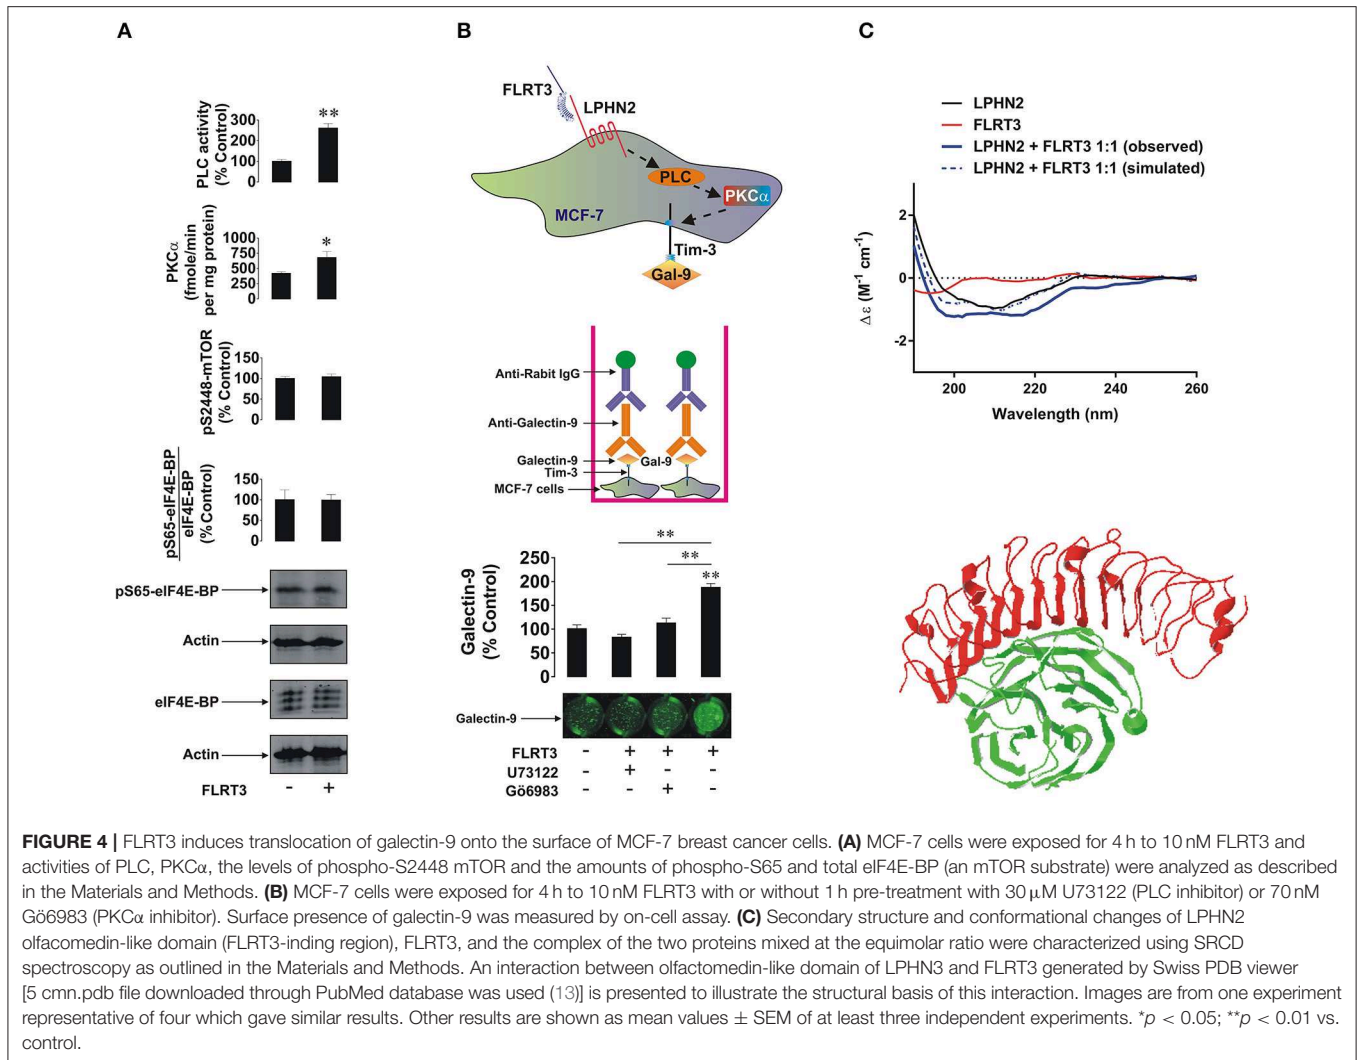 A
PLC activity
(% Control)
300
200
100
0
**
PKCα
(fmole/min
per mg protein)
1000
750
500
250
0
*
pS2448-mTOR
(% Control)
150
100
50
0
pS65-eIF4E-BP
eIF4E-BP
(% Control)
150
100
50
0
pS65-eIF4E-BP
Actin
eIF4E-BP
Actin
FLRT3 - +
B
FLRT3
LPHN2
PLC
PKCα
MCF-7
Tim-3
Gal-9
Anti-Rabit IgG
Anti-Galectin-9
Galectin-9 Gal-9
Tim-3
MCF-7 cells
Galectin-9
(% Control)
250
200
150
100
50
0
**
**
**
Galectin-9
FLRT3 - + + +
U73122 - + - -
Gö6983 - - + -
C
LPHN2
FLRT3
LPHN2 + FLRT3 1:1 (observed)
LPHN2 + FLRT3 1:1 (simulated)
Δ ε (M⁻¹ cm⁻¹)
2
0
-2
200 220 240 260
Wavelength (nm)
FIGURE 4 | FLRT3 induces translocation of galectin-9 onto the surface of MCF-7 breast cancer cells. (A) MCF-7 cells were exposed for 4 h to 10 nM FLRT3 and
activities of PLC, PKCα, the levels of phospho-S2448 mTOR and the amounts of phospho-S65 and total eIF4E-BP (an mTOR substrate) were analyzed as described
in the Materials and Methods. (B) MCF-7 cells were exposed for 4 h to 10 nM FLRT3 with or without 1 h pre-treatment with 30 μM U73122 (PLC inhibitor) or 70 nM
Gö6983 (PKCα inhibitor). Surface presence of galectin-9 was measured by on-cell assay. (C) Secondary structure and conformational changes of LPHN2
olfacomedin-like domain (FLRT3-inding region), FLRT3, and the complex of the two proteins mixed at the equimolar ratio were characterized using SRCD
spectroscopy as outlined in the Materials and Methods. An interaction between olfactomedin-like domain of LPHN3 and FLRT3 generated by Swiss PDB viewer
[5 cmn.pdb file downloaded through PubMed database was used (13)] is presented to illustrate the structural basis of this interaction. Images are from one experiment
representative of four which gave similar results. Other results are shown as mean values ± SEM of at least three independent experiments. *p < 0.05; **p < 0.01 vs.
control.